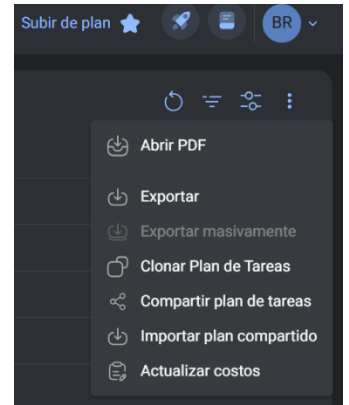 Subir de plan
BR
Abrir PDF
Exportar
Exportar masivamente
Clonar Plan de Tareas
Compartir plan de tareas
Importar plan compartido
Actualizar costos